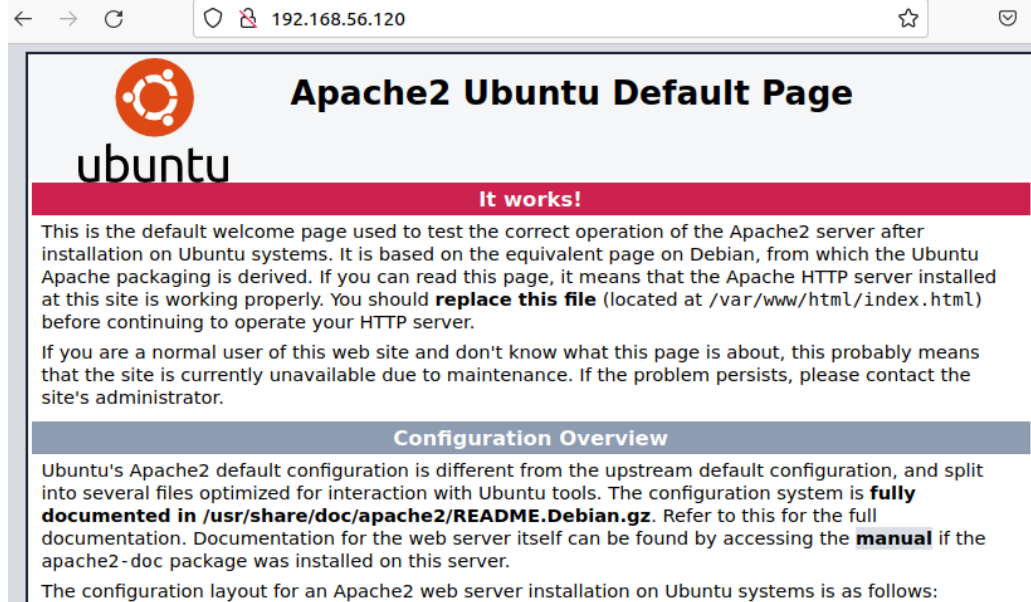 192.168.56.120
Apache2 Ubuntu Default Page
ubuntu
It works!
This is the default welcome page used to test the correct operation of the Apache2 server after
installation on Ubuntu systems. It is based on the equivalent page on Debian, from which the Ubuntu
Apache packaging is derived. If you can read this page, it means that the Apache HTTP server installed
at this site is working properly. You should replace this file (located at /var/www/html/index.html)
before continuing to operate your HTTP server.
If you are a normal user of this web site and don't know what this page is about, this probably means
that the site is currently unavailable due to maintenance. If the problem persists, please contact the
site's administrator.
Configuration Overview
Ubuntu's Apache2 default configuration is different from the upstream default configuration, and split
into several files optimized for interaction with Ubuntu tools. The configuration system is fully
documented in /usr/share/doc/apache2/README.Debian.gz. Refer to this for the full
documentation. Documentation for the web server itself can be found by accessing the manual if the
apache2-doc package was installed on this server.
The configuration layout for an Apache2 web server installation on Ubuntu systems is as follows: